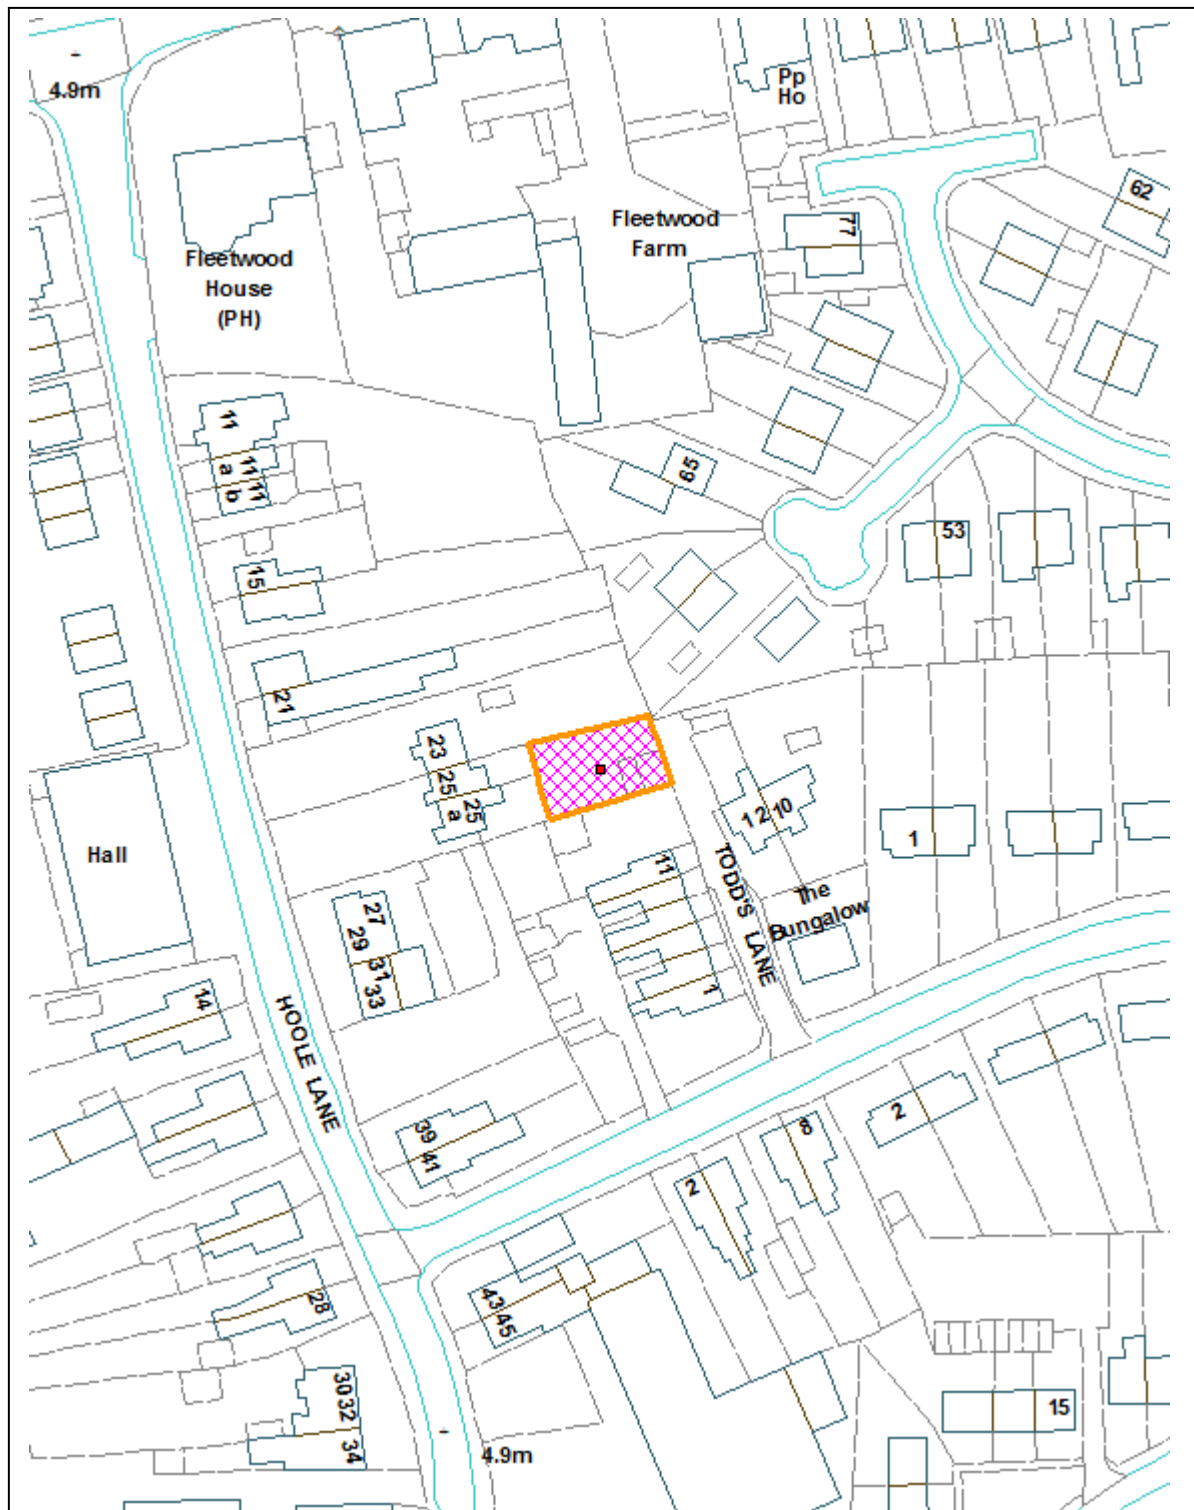 4.9m
Pp
Ho
62
77
Fleetwood
Farm
Fleetwood
House
(PH)
11
11
a
11
b
65
53
15
21
23
25
25
a
12
10
1
Hall
11
TODD'S LANE
The
Bungalow
27
29
31
33
1
14
HOOLE LANE
39
41
8
2
2
28
43
45
30
32
34
15
4.9m